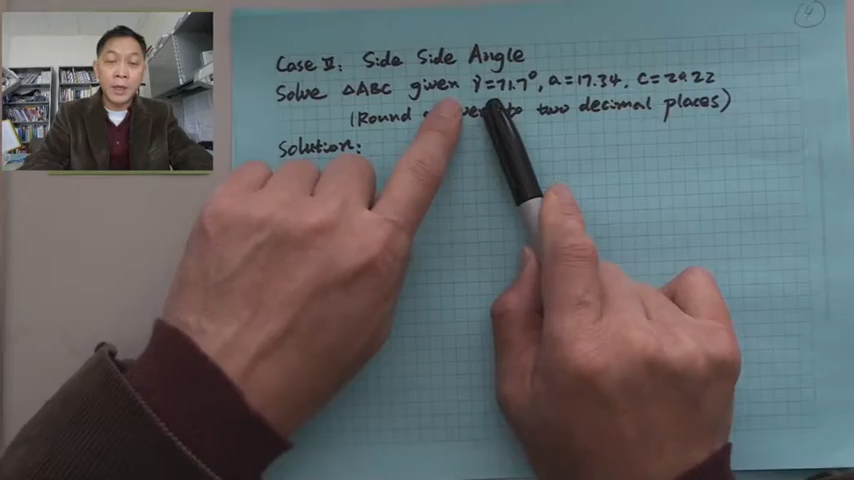 4
Case II: Side Side Angle
Solve △ABC given γ=71.7°, a=17.34, c=29.22
(Round to two decimal places)
Solution: